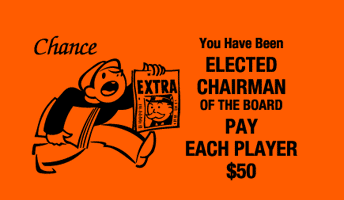 Chance
You Have Been
ELECTED
CHAIRMAN
OF THE BOARD
PAY
EACH PLAYER
$50
EXTRA